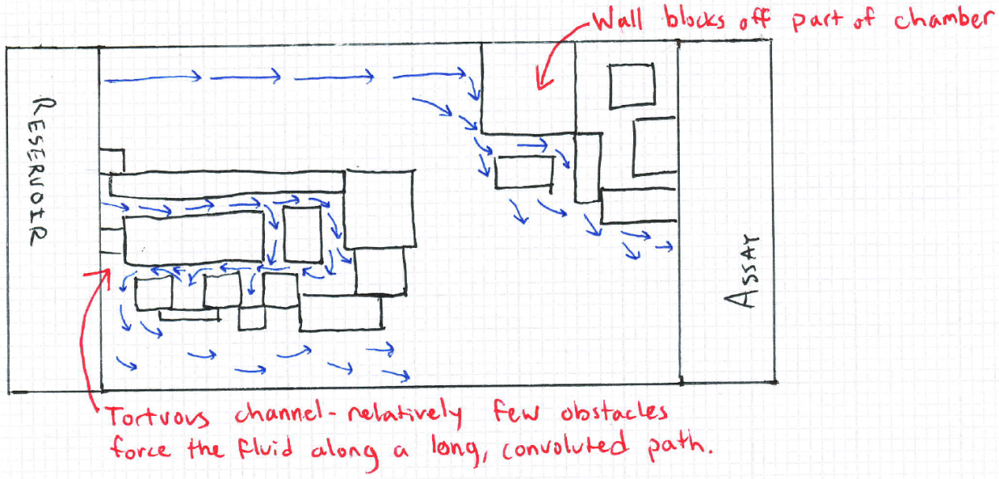 Wall blocks off part of chamber
RESERVOIR
ASSAY
Tortuous channel - relatively few obstacles
force the fluid along a long, convoluted path.